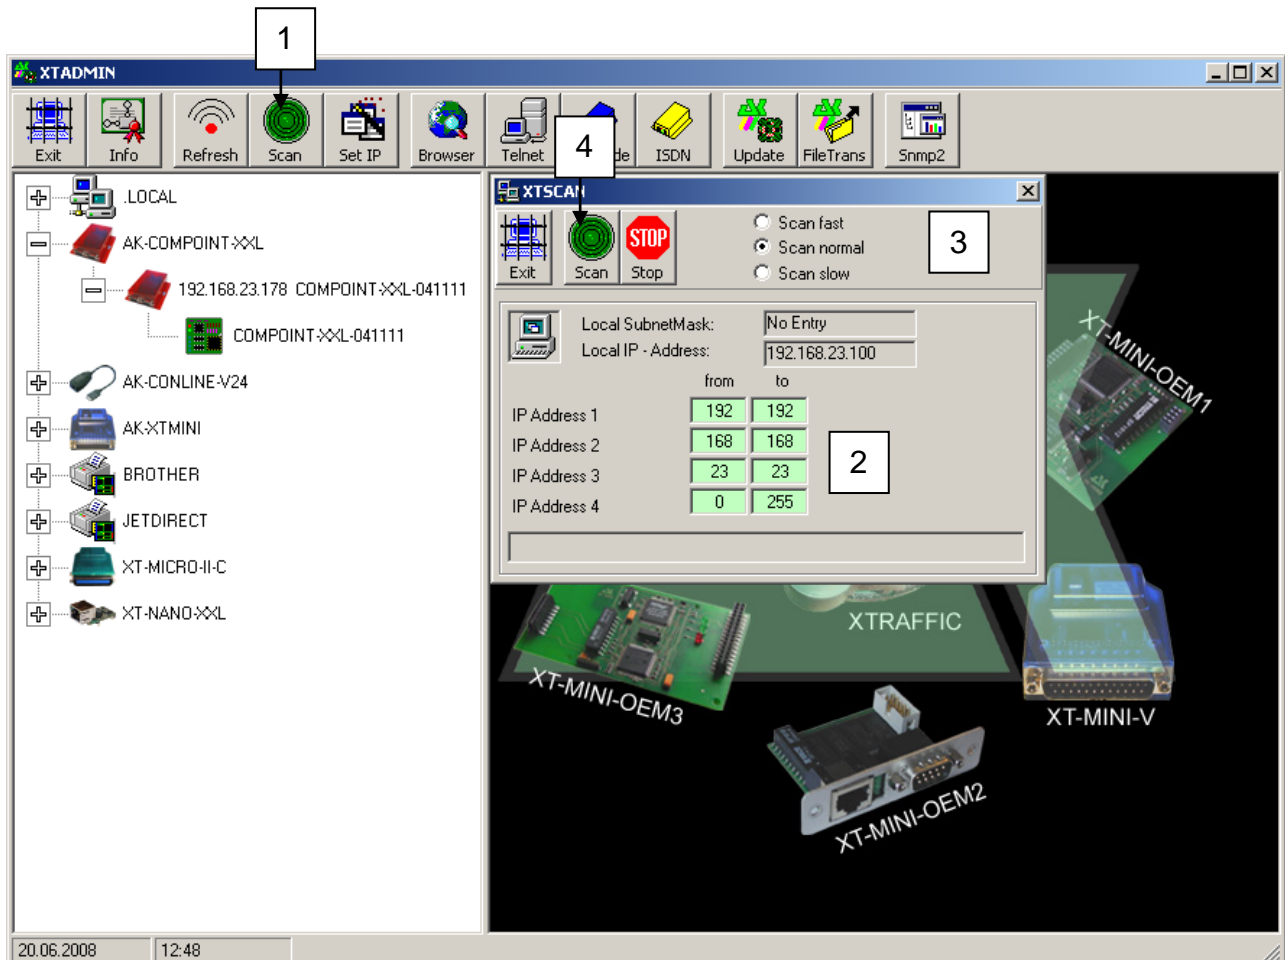 1
XTADMIN
Exit
Info
Refresh
Scan
Set IP
Browser
Telnet
4
de
ISDN
Update
FileTrans
Snmp2
.LOCAL
AK-COMPOINT-XXL
192.168.23.178 COMPOINT-XXL-041111
COMPOINT-XXL-041111
AK-CONLINE-V24
AK-XTMINI
BROTHER
JETDIRECT
XT-MICRO-II-C
XT-NANO-XXL
XTSCAN
Exit
Scan
STOP
Stop
Scan fast
Scan normal
Scan slow
3
Local SubnetMask: No Entry
Local IP - Address: 192.168.23.100
from to
IP Address 1 192 192
IP Address 2 168 168
IP Address 3 23 23
IP Address 4 0 255
2
XT-MINI-OEM1
XTRAFFIC
XT-MINI-OEM3
XT-MINI-V
XT-MINI-OEM2
20.06.2008 12:48